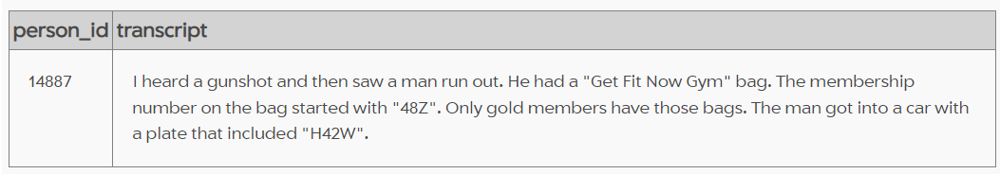 person_id transcript
14887 I heard a gunshot and then saw a man run out. He had a "Get Fit Now Gym" bag. The membership
number on the bag started with "48Z". Only gold members have those bags. The man got into a car with
a plate that included "H42W".